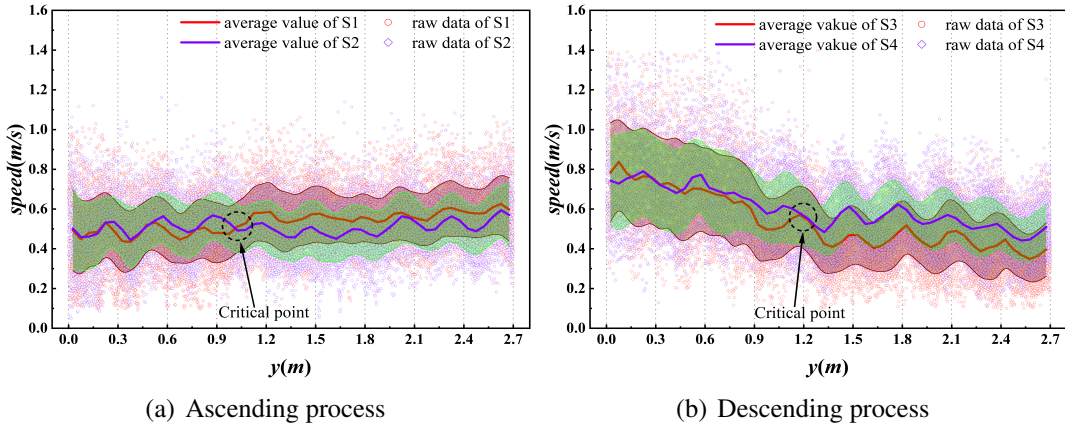 average value of S1 raw data of S1
average value of S2 raw data of S2
1.6
1.4
1.2
1.0
0.8
0.6
0.4
0.2
0.0
speed(m/s)
Critical point
0.0 0.3 0.6 0.9 1.2 1.5 1.8 2.1 2.4 2.7
y(m)
(a) Ascending process
average vakue of S3 raw data of S3
average vakue of S4 raw data of S4
1.6
1.4
1.2
1.0
0.8
0.6
0.4
0.2
0.0
speed(m/s)
Critical point
0.0 0.3 0.6 0.9 1.2 1.5 1.8 2.1 2.4 2.7
y(m)
(b) Descending process